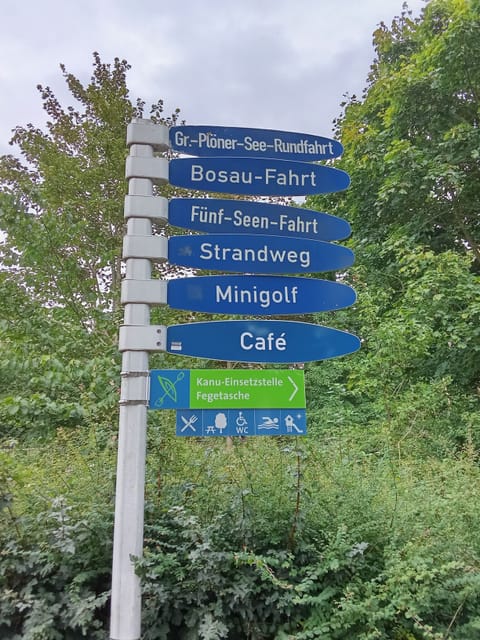 Gr.-Plöner-See-Rundfahrt
Bosau-Fahrt
Fünf-Seen-Fahrt
Strandweg
Minigolf
Café
Kanu-Einsetzstelle
Fegetasche
WC